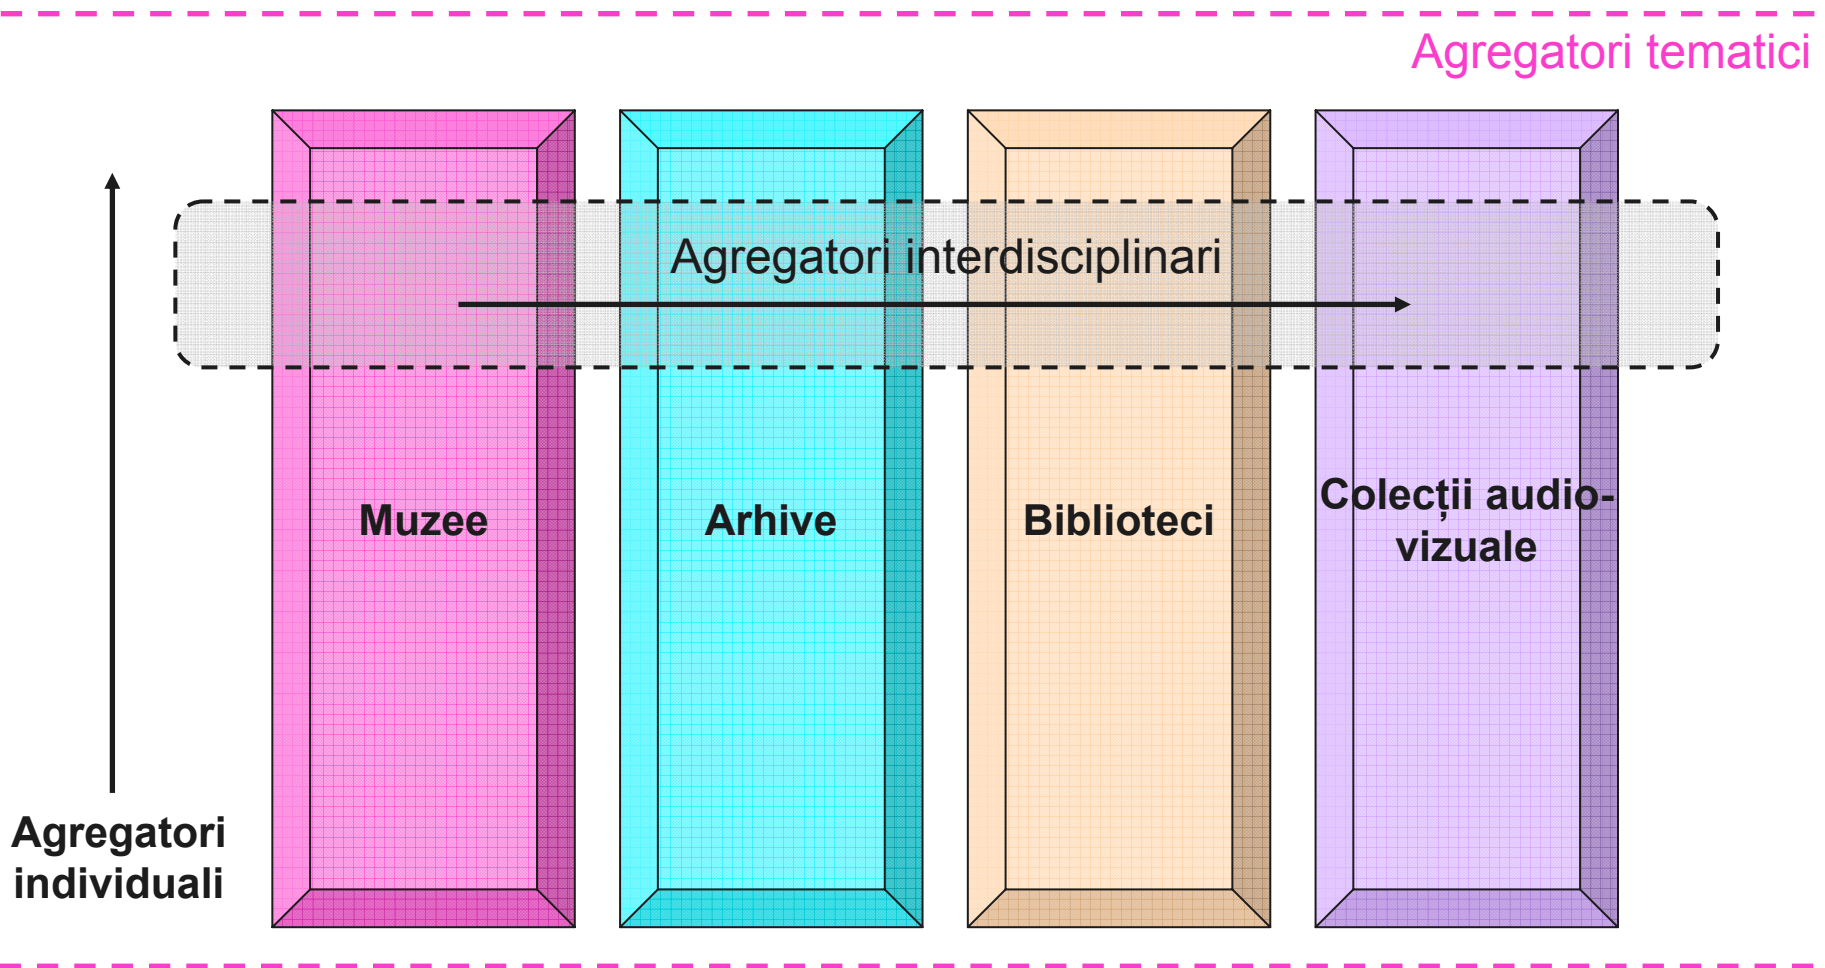 Agregatori tematici
Agregatori interdisciplinari
Muzee
Arhive
Biblioteci
Colecții audio-
vizuale
Agregatori
individuali